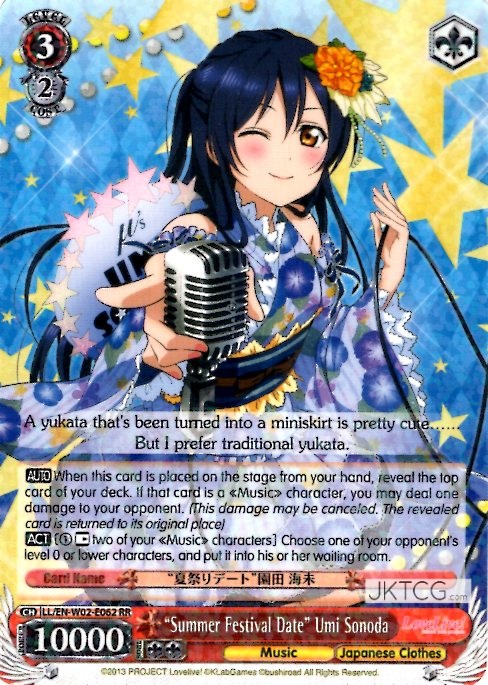 LEVEL
3
2
COST
μ's
A yukata that's been turned into a miniskirt is pretty cute......
But I prefer traditional yukata.
AUTO When this card is placed on the stage from your hand, reveal the top
card of your deck. If that card is a «Music» character, you may deal one
damage to your opponent. (This damage may be canceled. The revealed
card is returned to its original place)
ACT [(1) two of your «Music» characters] Choose one of your opponent's
level 0 or lower characters, and put it into his or her waiting room.
Card Name
"夏祭りデート"園田 海未
JKTCG.com
CH LL/EN-W02-E062 RR
10000
"Summer Festival Date" Umi Sonoda
LoveLive!
Music
Japanese Clothes
©2013 PROJECT Lovelive! ©KLabGames ©bushiroad All Rights Reserved.